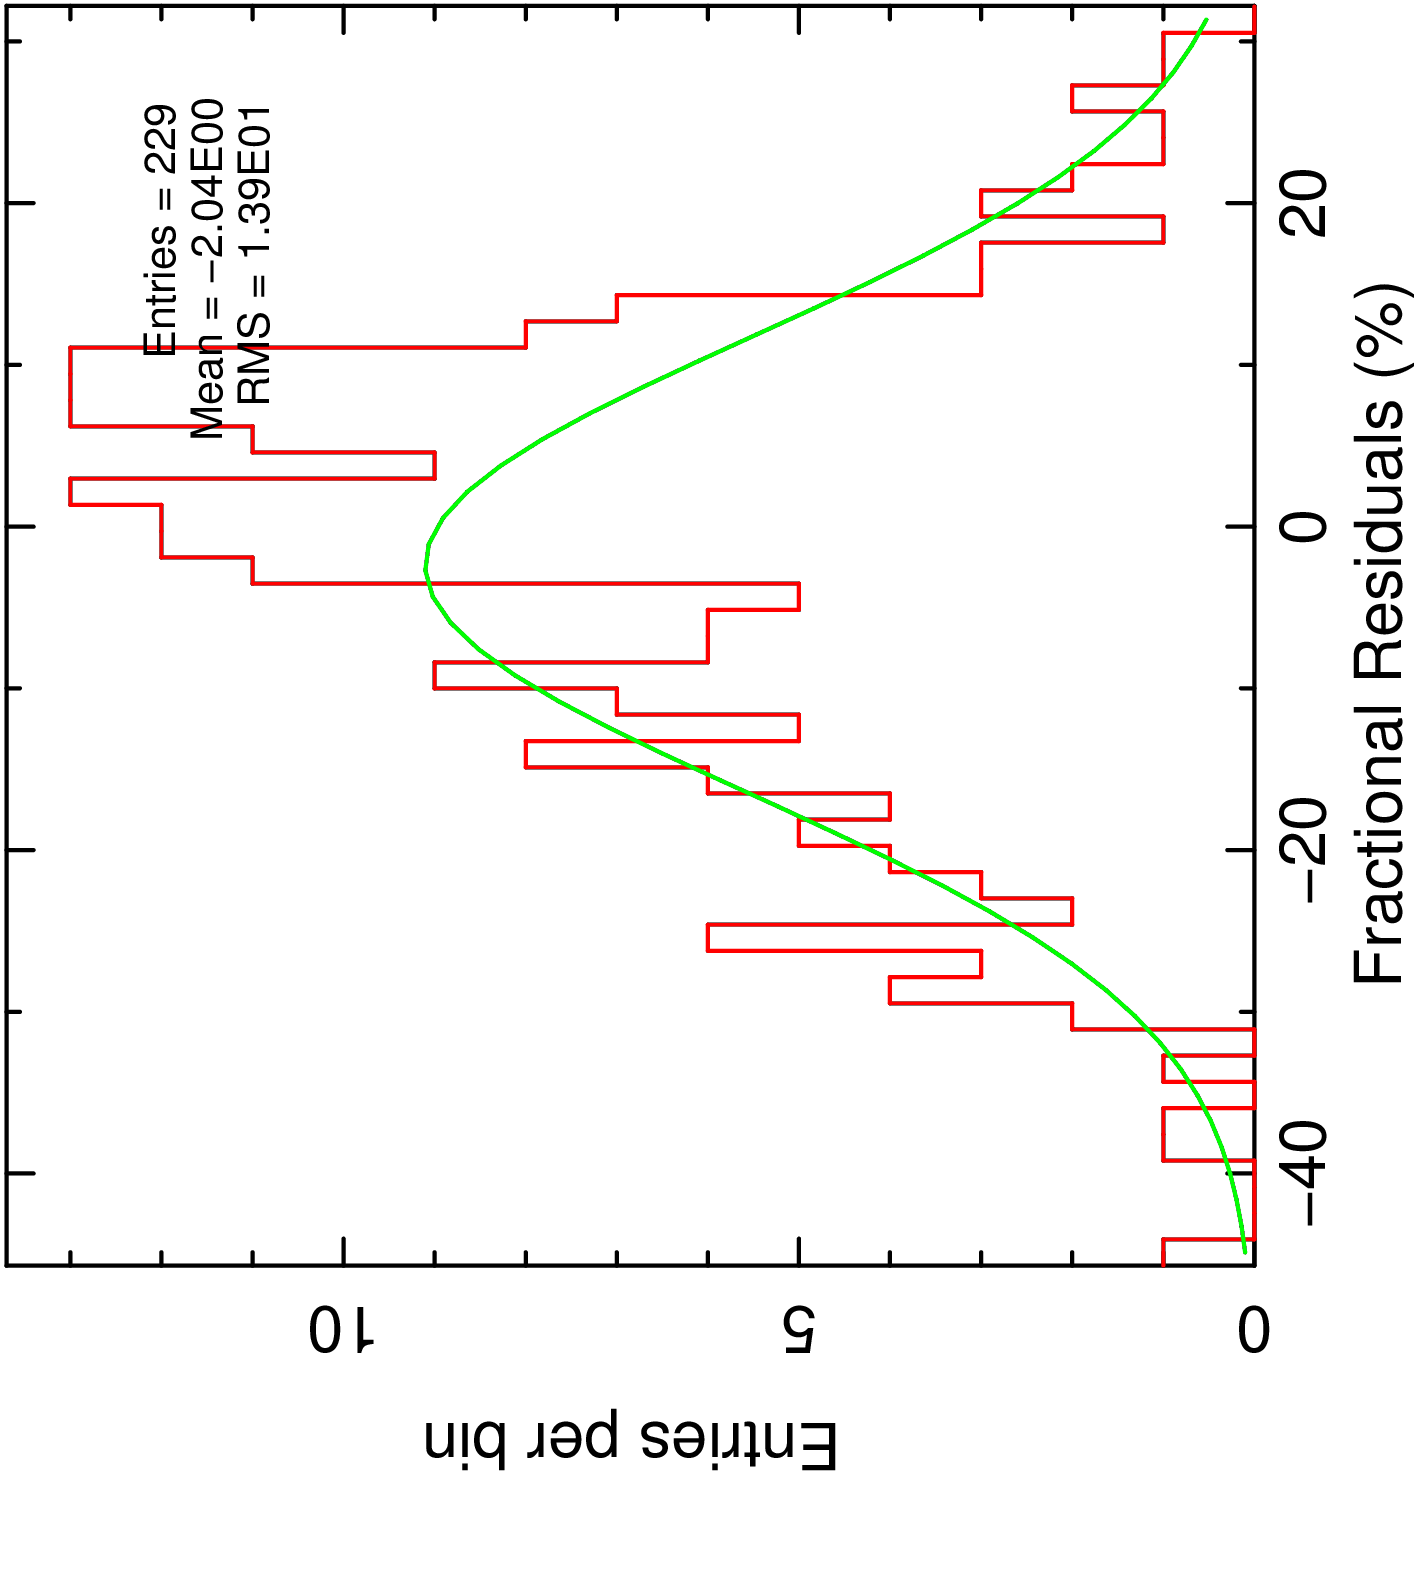 Entries = 229
Mean = −2.04E00
RMS = 1.39E01
10
5
0
Entries per bin
−40
−20
0
20
Fractional Residuals (%)